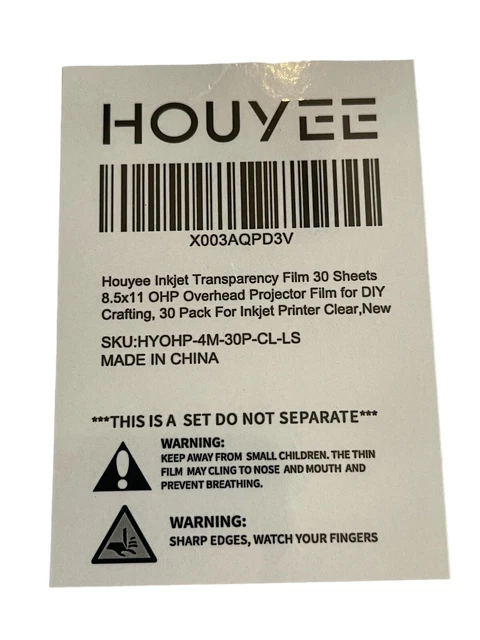 HOUYEE
X003AQPD3V
Houyee Inkjet Transparency Film 30 Sheets
8.5x11 OHP Overhead Projector Film for DIY
Crafting, 30 Pack For Inkjet Printer Clear,New
SKU:HYOHP-4M-30P-CL-LS
MADE IN CHINA
***THIS IS A SET DO NOT SEPARATE***
WARNING:
KEEP AWAY FROM SMALL CHILDREN. THE THIN
FILM MAY CLING TO NOSE AND MOUTH AND
PREVENT BREATHING.
WARNING:
SHARP EDGES, WATCH YOUR FINGERS